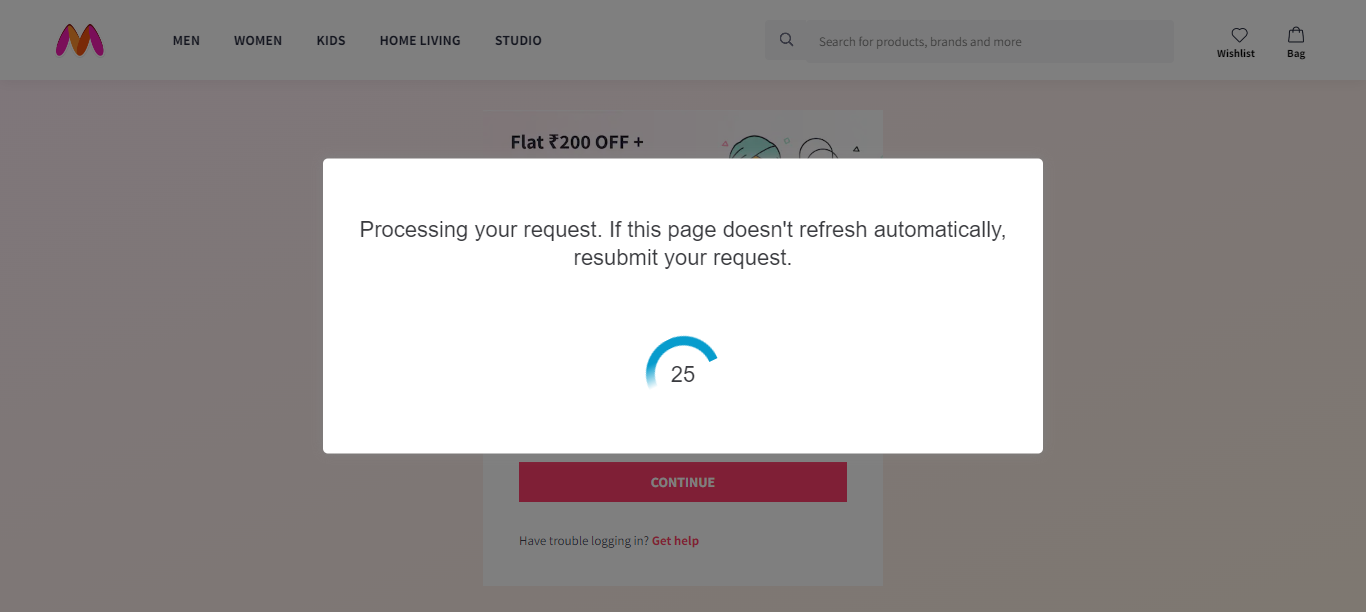 MEN WOMEN KIDS HOME LIVING STUDIO Search for products, brands and more Wishlist Bag
Flat ₹200 OFF +
Processing your request. If this page doesn't refresh automatically,
resubmit your request.
25
CONTINUE
Have trouble logging in? Get help